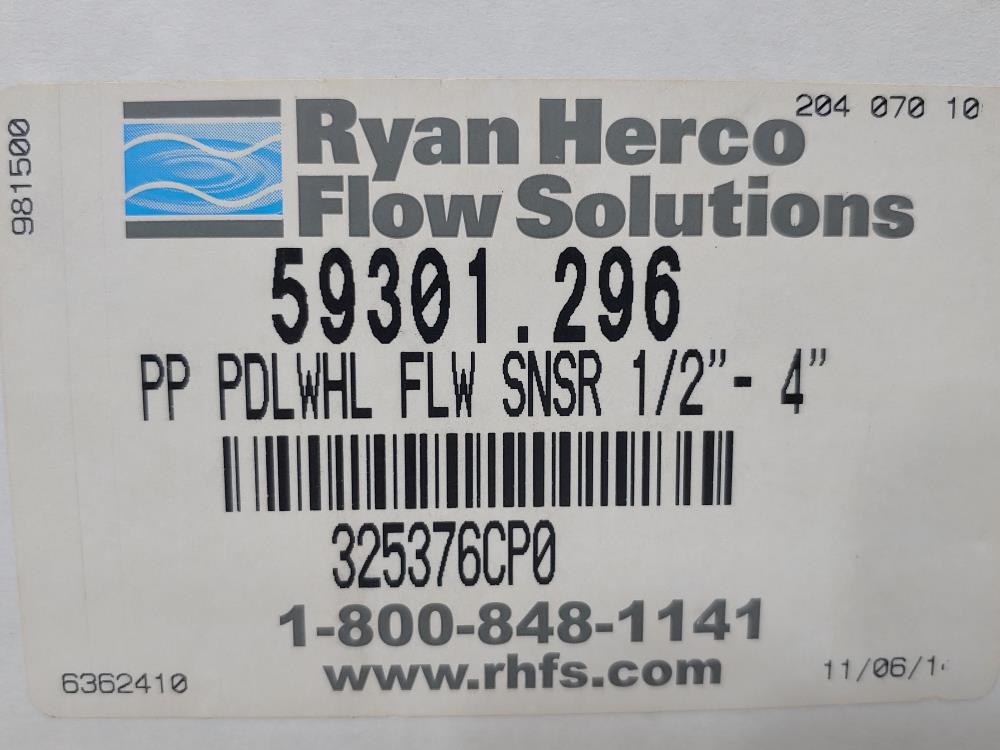 204 070 10
981500
Ryan Herco
Flow Solutions
59301.296
PP PDLWHL FLW SNSR 1/2"- 4"
325376CP0
1-800-848-1141
www.rhfs.com
6362410